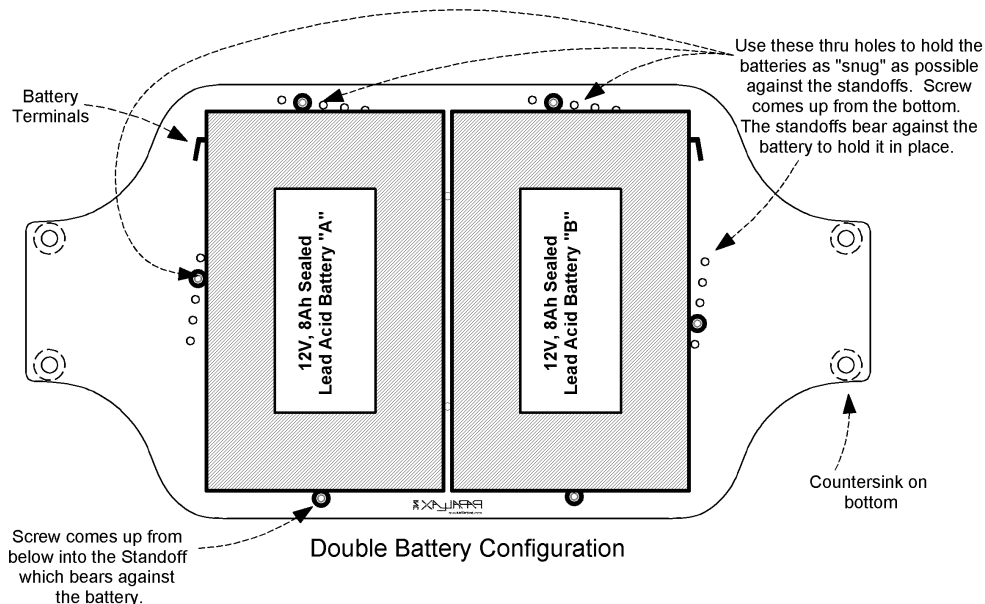 Use these thru holes to hold the
batteries as "snug" as possible
against the standoffs. Screw
comes up from the bottom.
The standoffs bear against the
battery to hold it in place.
Battery
Terminals
12V, 8Ah Sealed
Lead Acid Battery "A"
12V, 8Ah Sealed
Lead Acid Battery "B"
Countersink on
bottom
PARALLAX
Screw comes up from
below into the Standoff
which bears against
the battery.
Double Battery Configuration